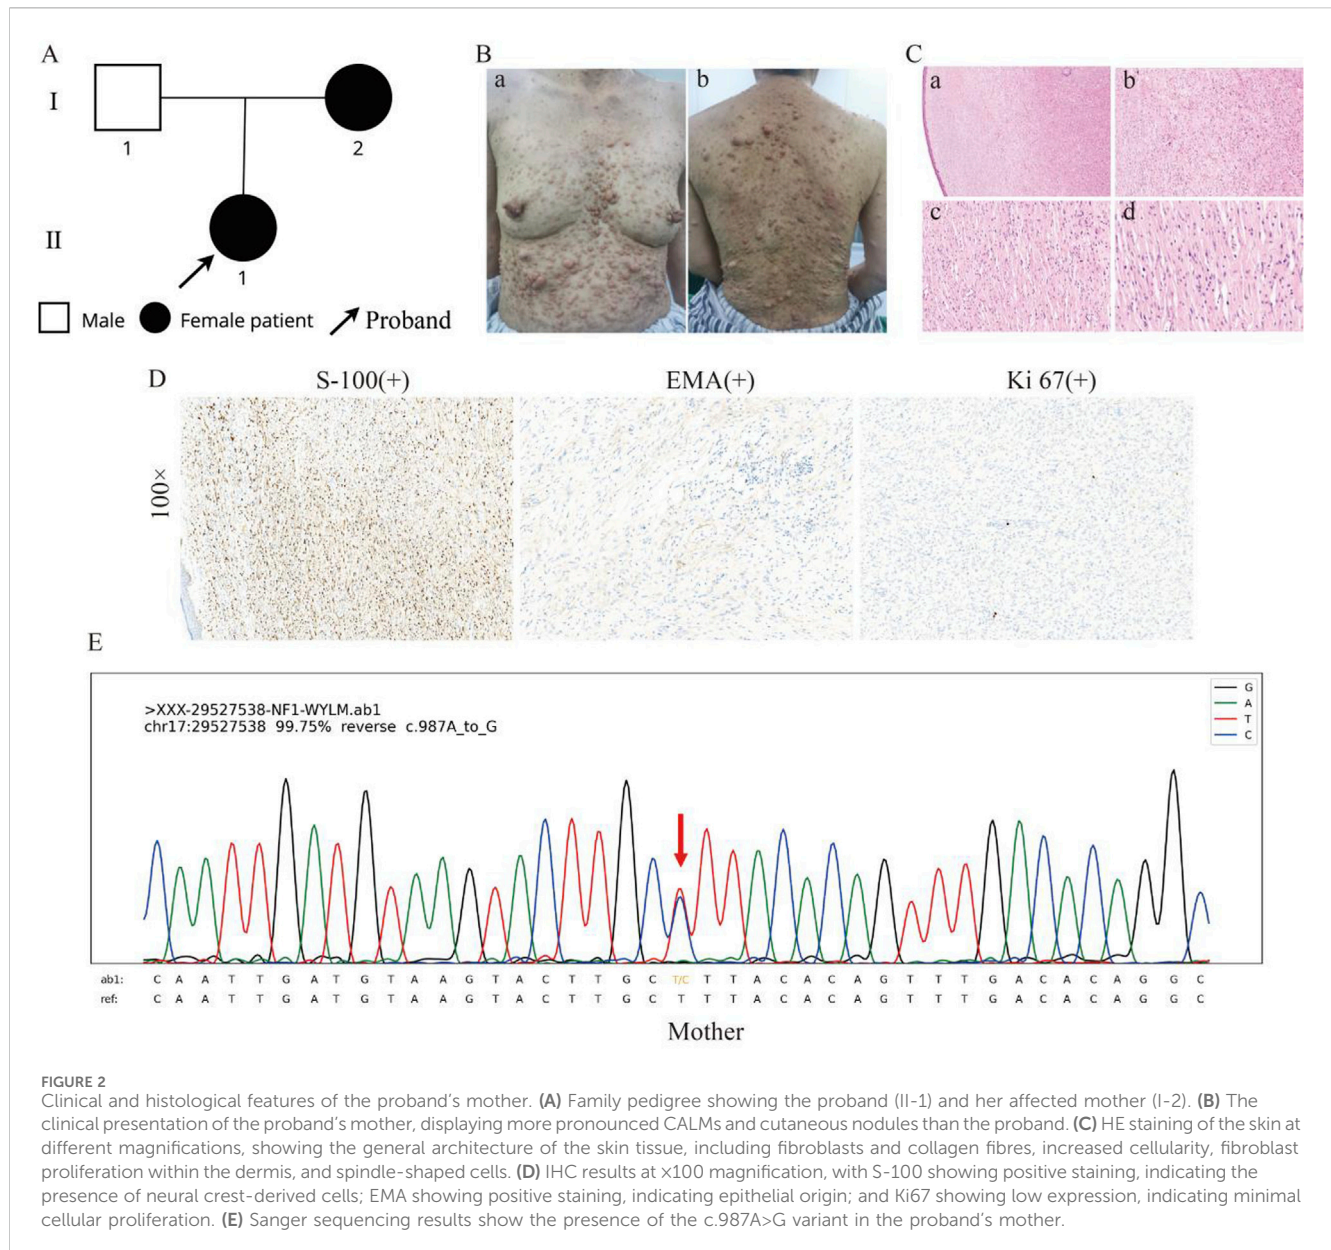 A
I
1
2
II
1
Male
Female patient
Proband
B
a
b
C
a
b
c
d
D
S-100(+)
EMA(+)
Ki 67(+)
100×
E
>XXX-29527538-NF1-WYLM.ab1
chr17:29527538 99.75% reverse c.987A_to_G
G
A
T
C
ab1: C A A T T G A T G T A A G T A C T T G C T/C T T A C A C A G T T T G A C A C A G G C
ref: C A A T T G A T G T A A G T A C T T G C T T T A C A C A G T T T G A C A C A G G C
Mother
FIGURE 2
Clinical and histological features of the proband's mother. (A) Family pedigree showing the proband (II-1) and her affected mother (I-2). (B) The
clinical presentation of the proband's mother, displaying more pronounced CALMs and cutaneous nodules than the proband. (C) HE staining of the skin at
different magnifications, showing the general architecture of the skin tissue, including fibroblasts and collagen fibres, increased cellularity, fibroblast
proliferation within the dermis, and spindle-shaped cells. (D) IHC results at ×100 magnification, with S-100 showing positive staining, indicating the
presence of neural crest-derived cells; EMA showing positive staining, indicating epithelial origin; and Ki67 showing low expression, indicating minimal
cellular proliferation. (E) Sanger sequencing results show the presence of the c.987A>G variant in the proband's mother.